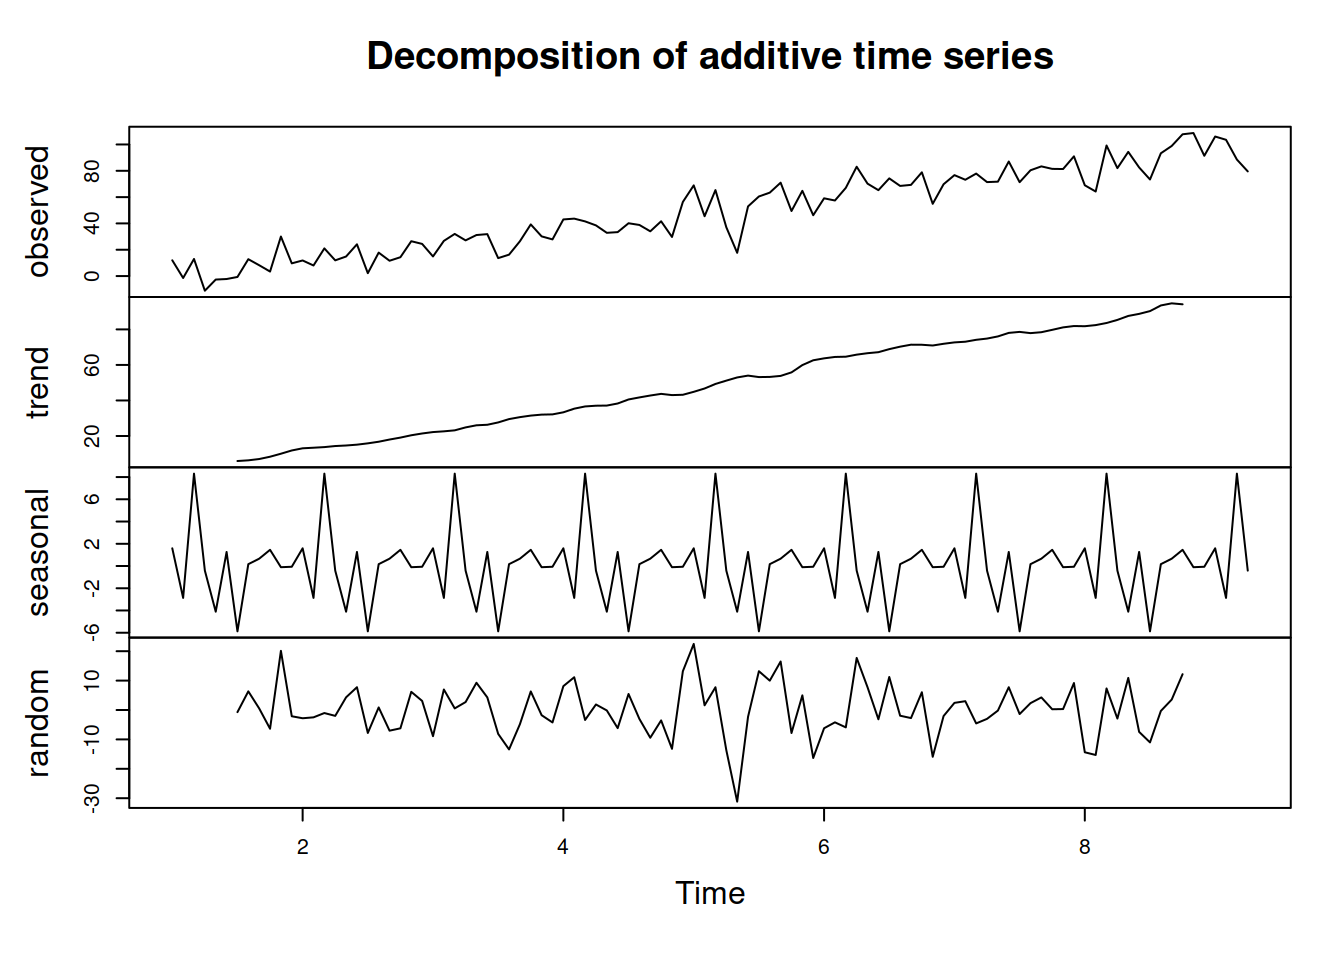 Decomposition of additive time series
observed
0 40 80
trend
20 60
seasonal
-6 -2 2 6
random
-30 -10 10
2 4 6 8
Time